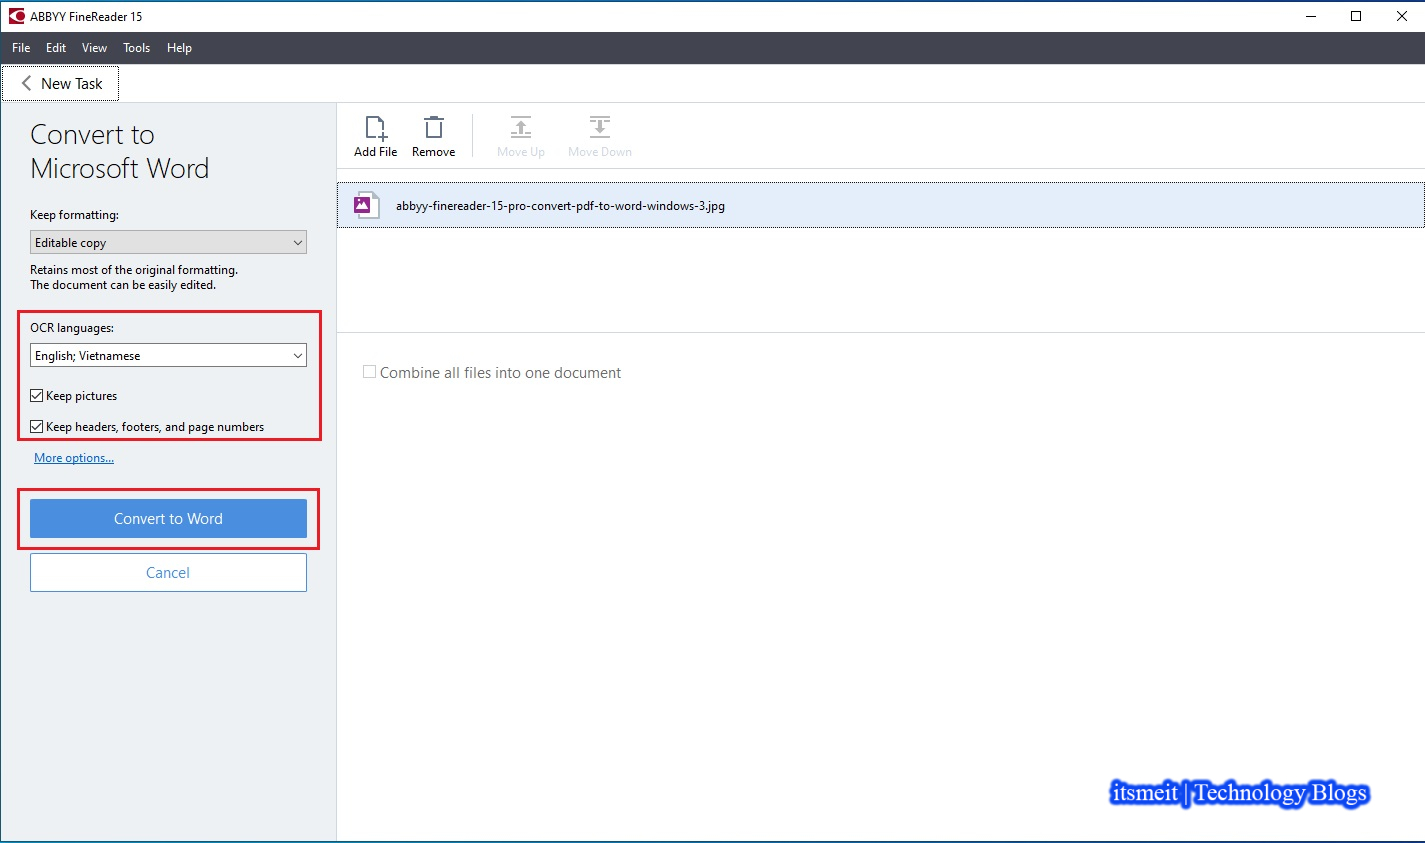 ABBYY FineReader 15
File Edit View Tools Help
New Task
Convert to
Microsoft Word
Keep formatting:
Editable copy
Retains most of the original formatting.
The document can be easily edited.
OCR languages:
English; Vietnamese
Keep pictures
Keep headers, footers, and page numbers
More options...
Convert to Word
Cancel
Add File Remove Move Up Move Down
abbyy-finereader-15-pro-convert-pdf-to-word-windows-3.jpg
Combine all files into one document
itsmeit | Technology Blogs